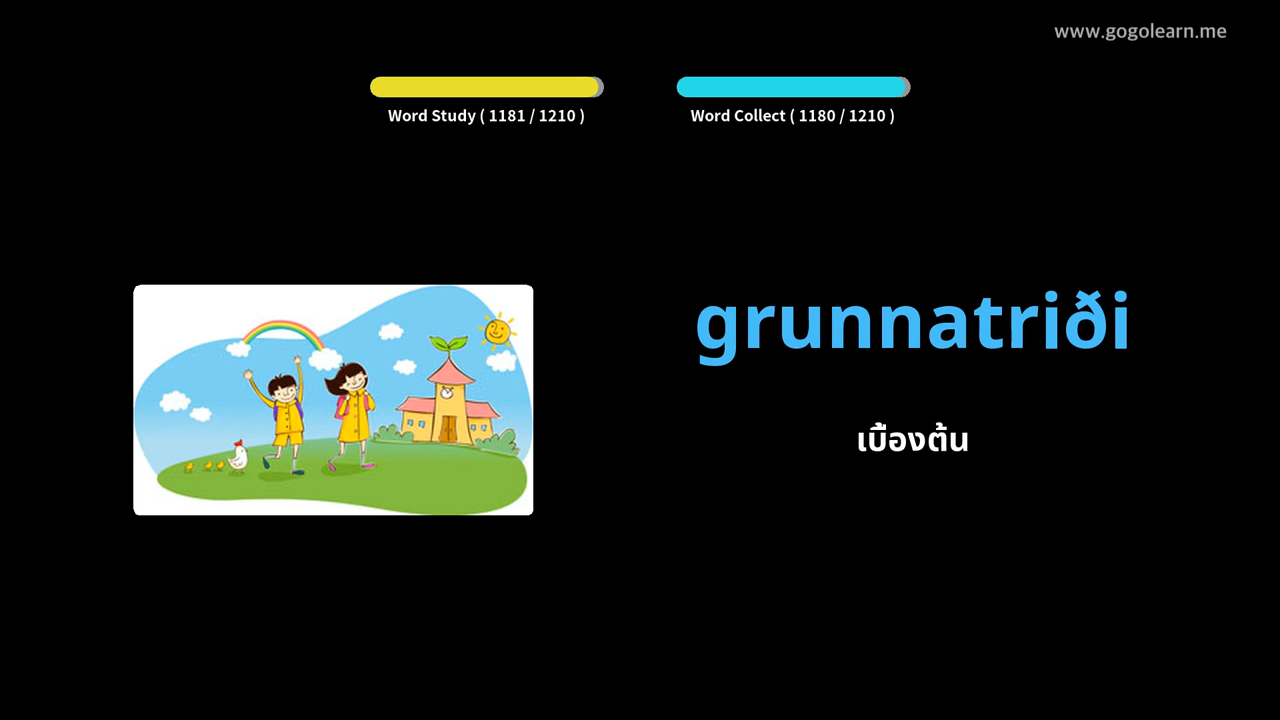 www.gogolearn.me
Word Study ( 1181 / 1210 )
Word Collect ( 1180 / 1210 )
grunnatriði
เบื้องต้น